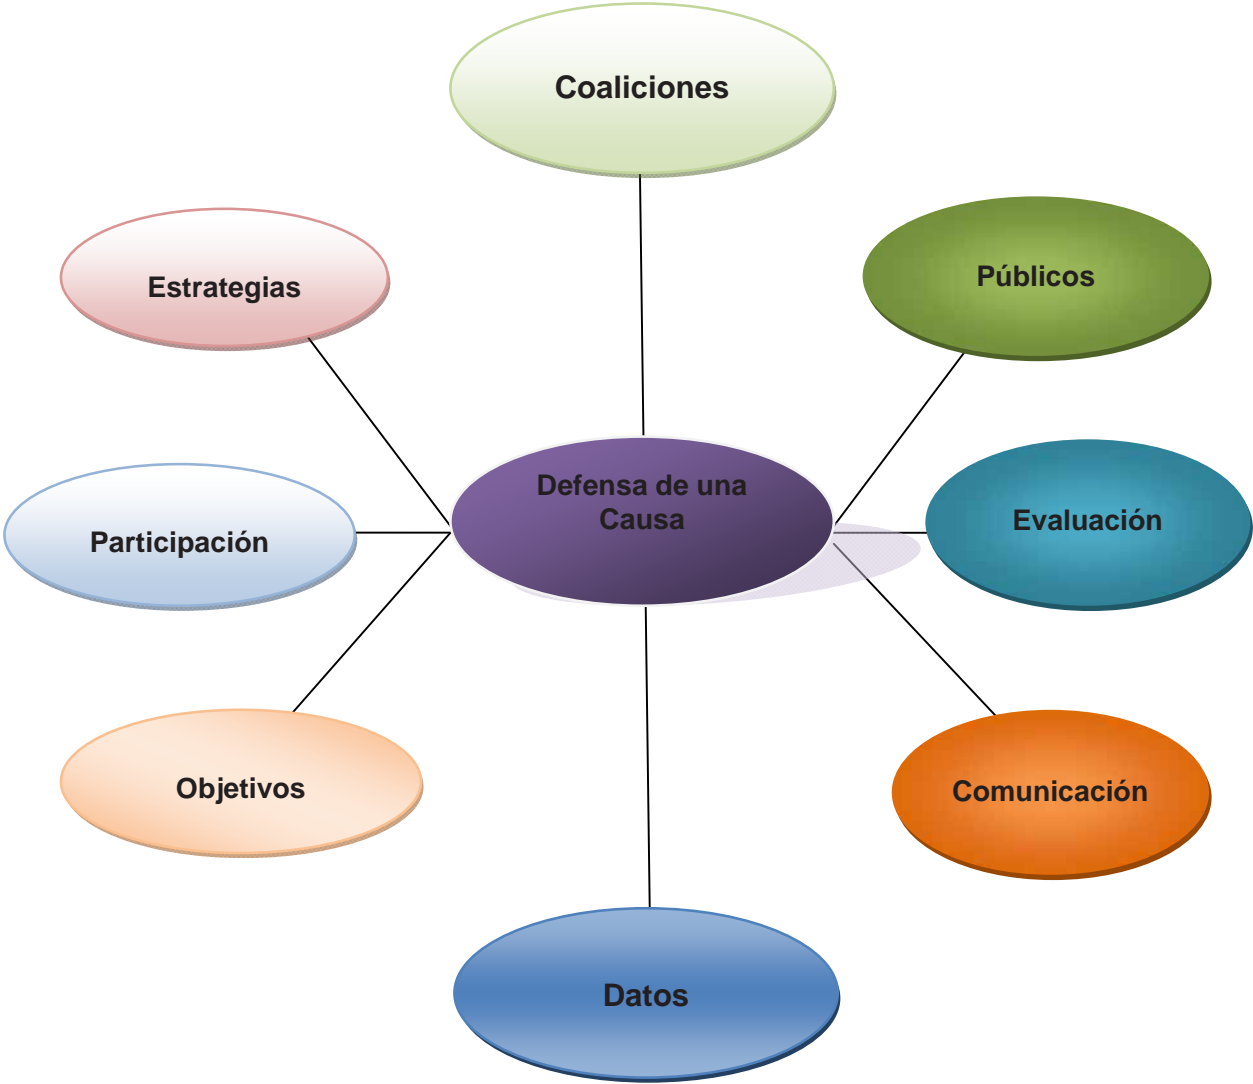 Coaliciones
Estrategias
Públicos
Defensa de una
Causa
Participación
Evaluación
Objetivos
Comunicación
Datos